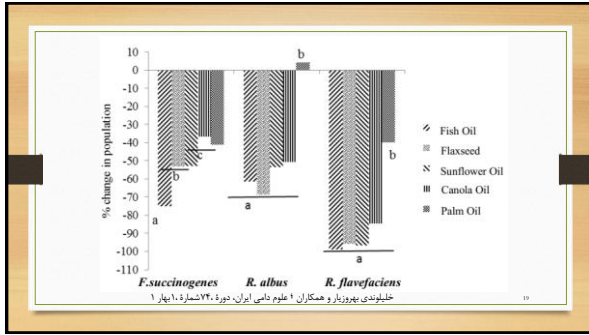 10
b
0
-10
-20
-30
-40
-50
-60
-70
-80
-90
-100
-110
% change in population
a
b
c
a
b
a
Fish Oil
Flaxseed
Sunflower Oil
Canola Oil
Palm Oil
F.succinogenes R. albus R. flavefaciens
خلیلوندی بهروزیار و همکاران ؛ علوم دامی ایران، دورة ۷۴، شمارة ۱، بهار ۱
19